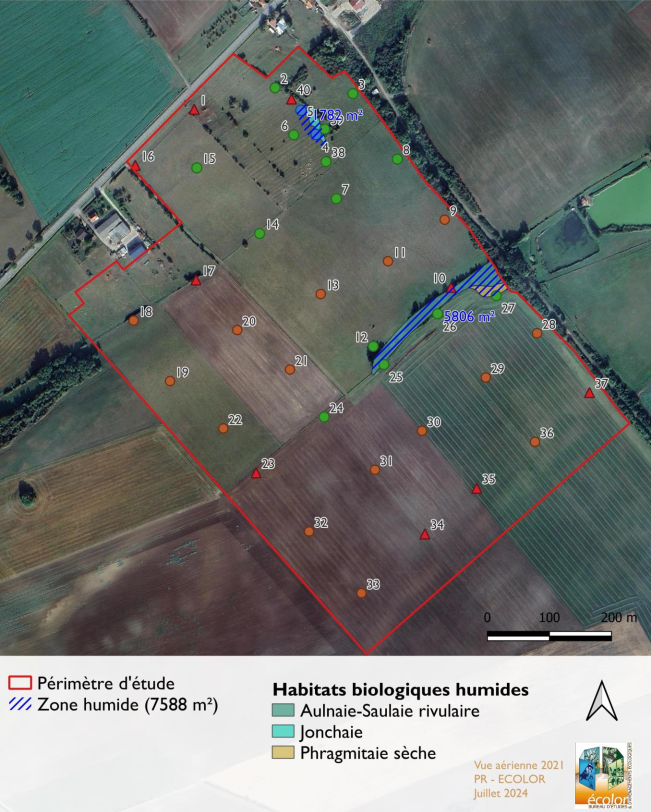 2
3
40
1
5
1782 m²
39
6
4
38
8
16
15
7
9
14
11
10
17
13
27
5806 m²
26
18
28
20
12
21
25
29
19
37
24
22
30
36
31
23
35
32
34
33
0 100 200 m
Périmètre d'étude
Zone humide (7588 m²)
Habitats biologiques humides
Aulnaie-Saulaie rivulaire
Jonchaie
Phragmitaie sèche
Vue aérienne 2021
PR - ECOLOR
Juillet 2024
écolor
BUREAU D'ÉTUDES